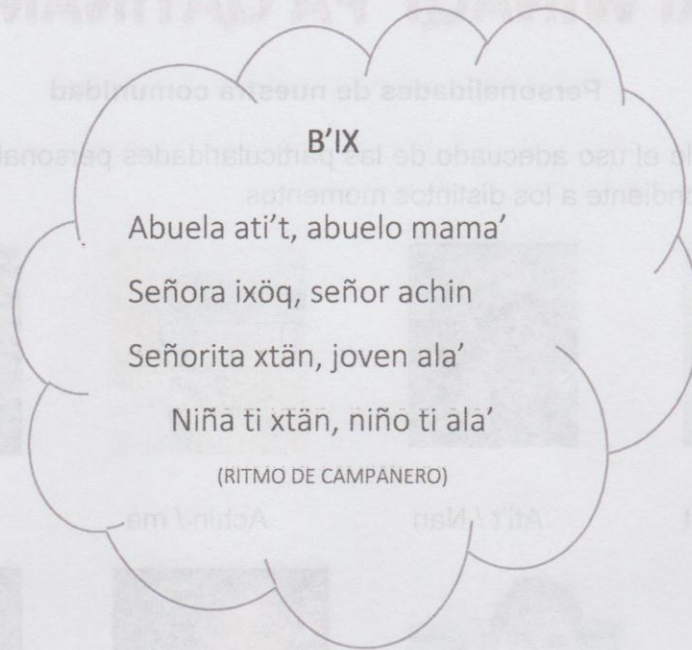 B'IX
Abuela ati't, abuelo mama'
Señora ixöq, señor achin
Señorita xtän, joven ala'
Niña ti xtän, niño ti ala'
(RITMO DE CAMPANERO)